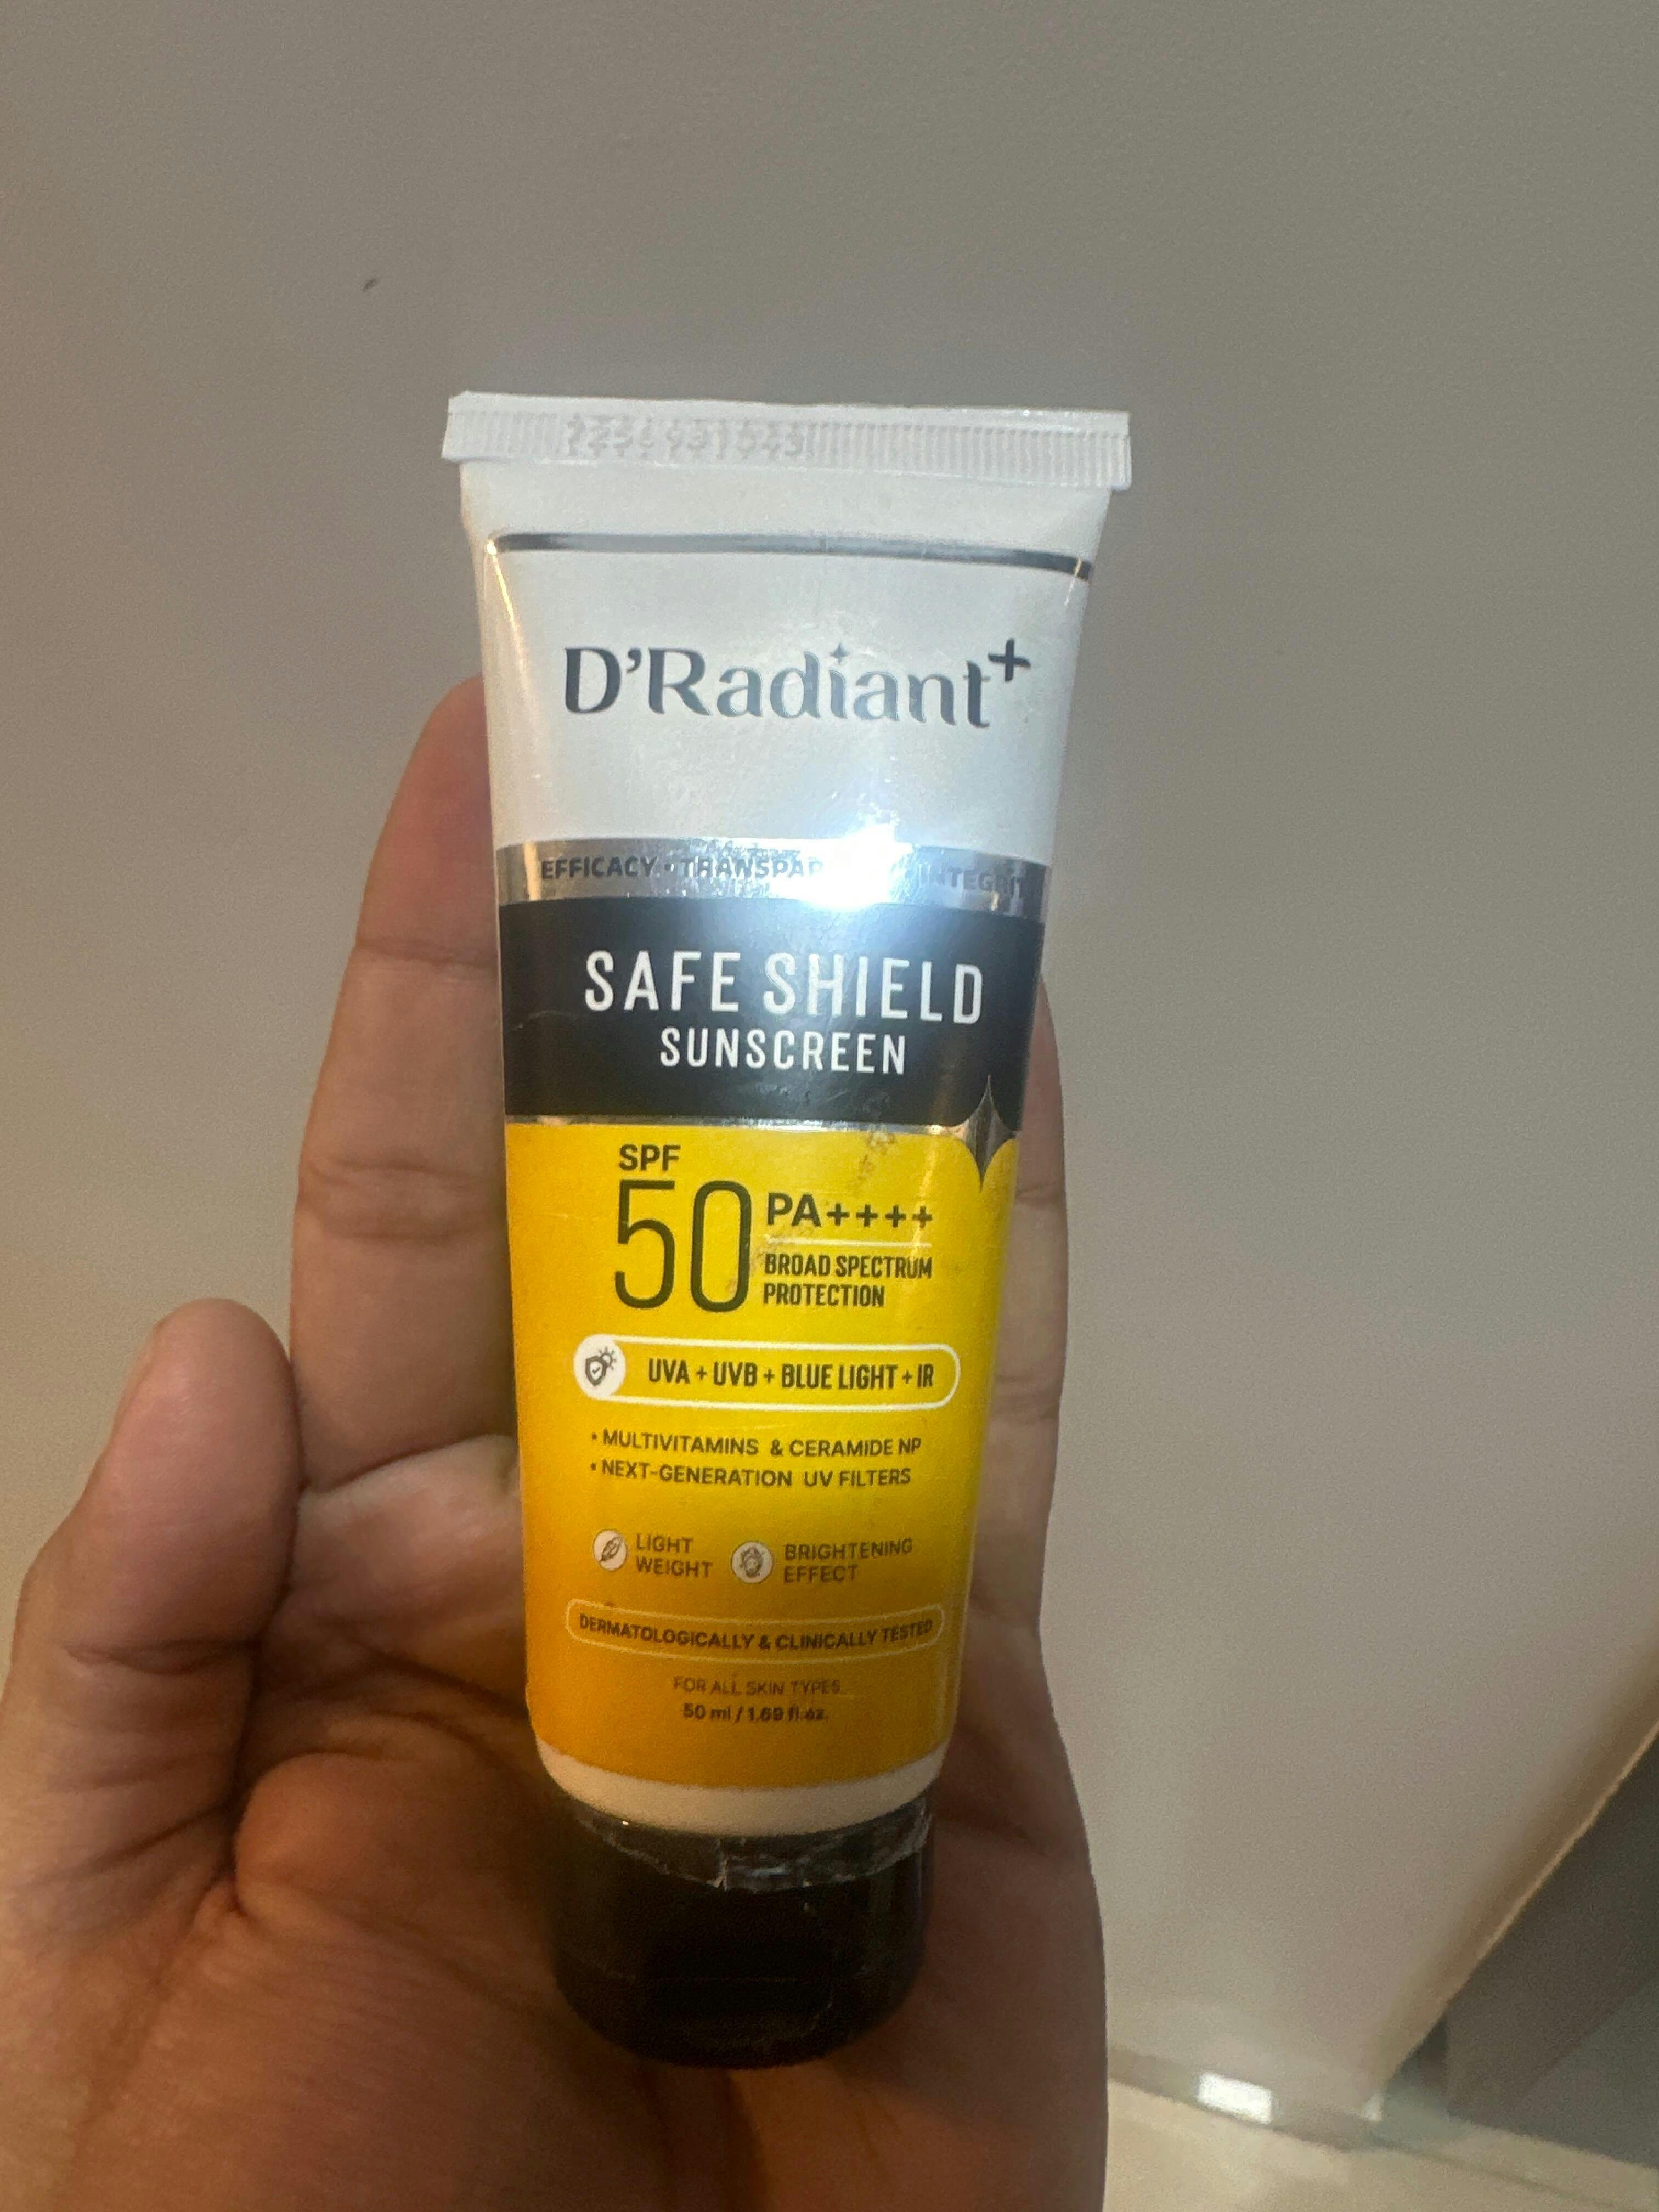 D'Radiant+
EFFICACY • • 
SAFE SHIELD
SUNSCREEN
SPF
50 PA++++
BROAD SPECTRUM
PROTECTION
UVA + UVB + BLUE LIGHT + IR
• MULTIVITAMINS & CERAMIDE NP
• NEXT-GENERATION UV FILTERS
LIGHT
WEIGHT
BRIGHTENING
EFFECT
DERMATOLOGICALLY & CLINICALLY TESTED
FOR ALL SKIN TYPES
50 ml / 1.69 fl.oz.